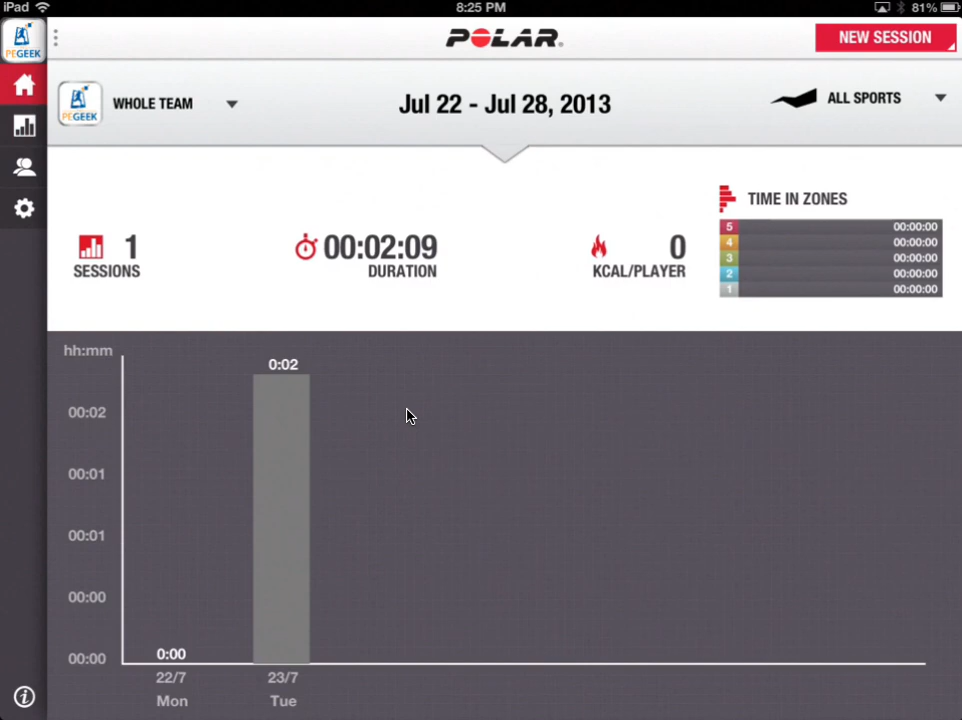 iPad 8:25 PM 81%
PEGEEK
POLAR.
NEW SESSION
PEGEEK
WHOLE TEAM
Jul 22 - Jul 28, 2013
ALL SPORTS
1
SESSIONS
00:02:09
DURATION
0
KCAL/PLAYER
TIME IN ZONES
5 00:00:00
4 00:00:00
3 00:00:00
2 00:00:00
1 00:00:00
hh:mm
0:02
00:02
00:01
00:01
00:00
0:00
00:00
22/7 23/7
Mon Tue
i